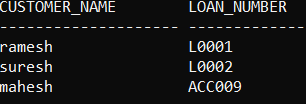 CUSTOMER_NAME        LOAN_NUMBER
-------------------- ---------------
ramesh               L0001
suresh               L0002
mahesh               ACC009